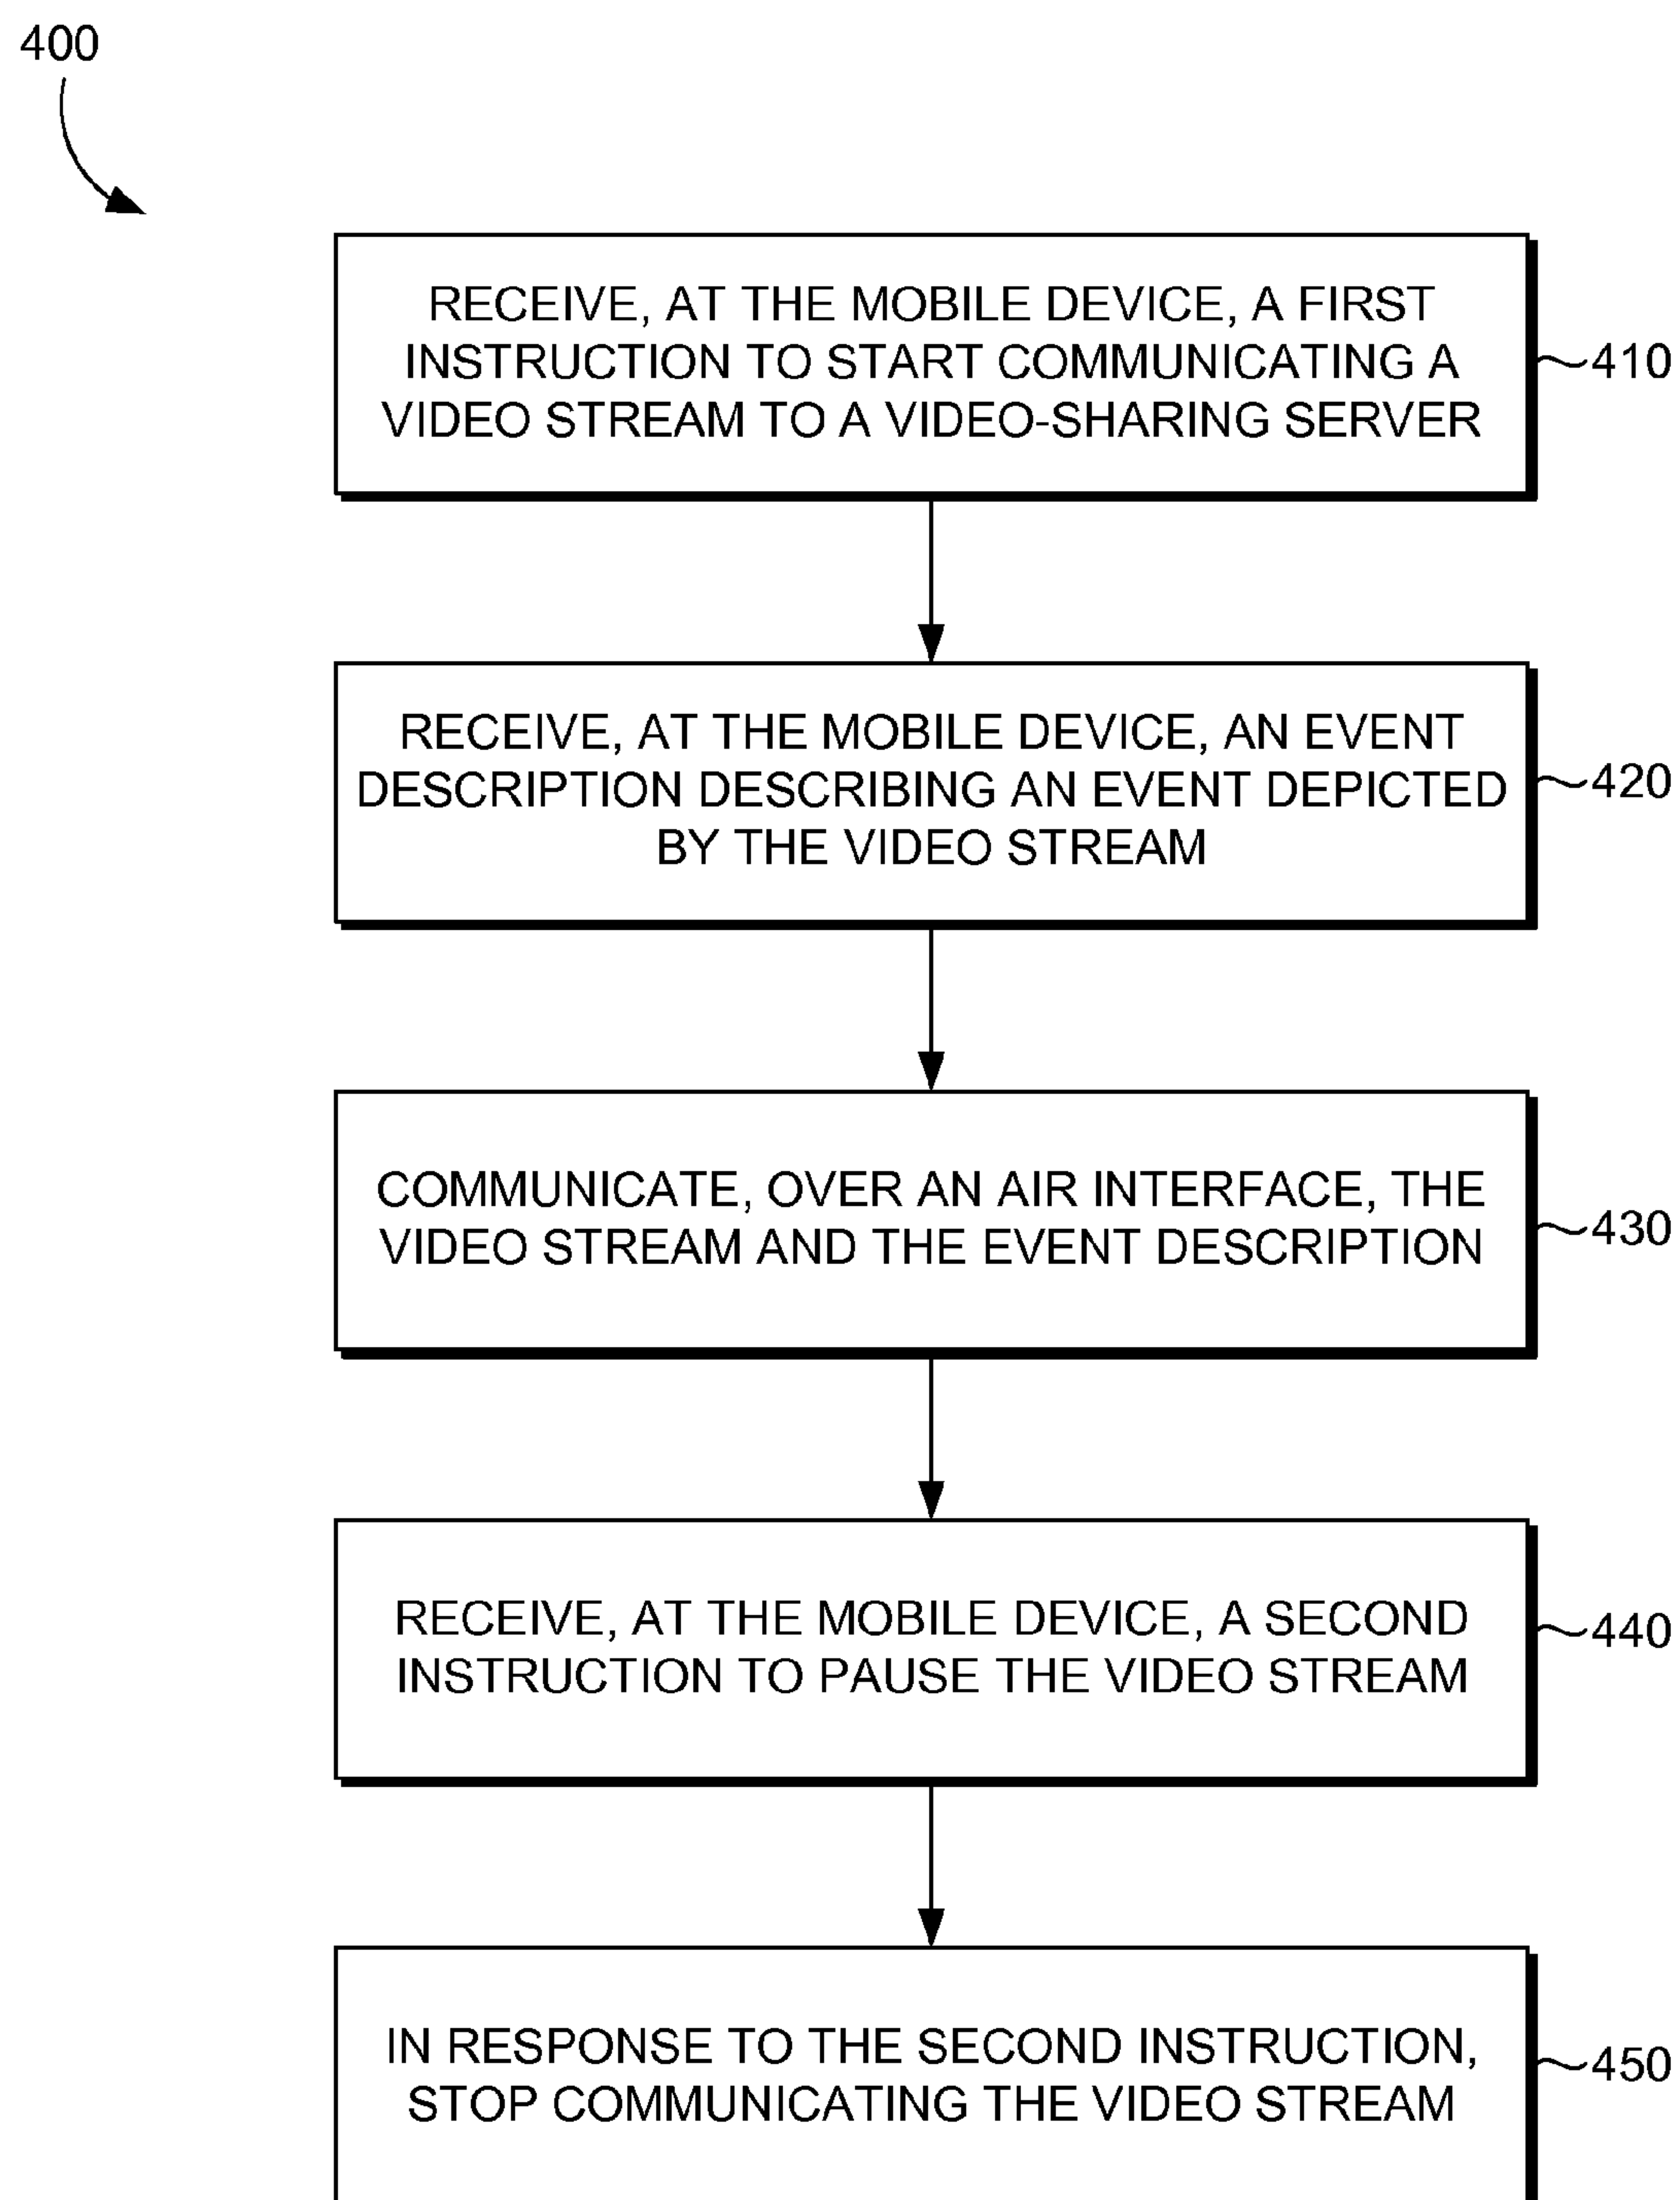 400
RECEIVE, AT THE MOBILE DEVICE, A FIRST
INSTRUCTION TO START COMMUNICATING A
VIDEO STREAM TO A VIDEO-SHARING SERVER
410
RECEIVE, AT THE MOBILE DEVICE, AN EVENT
DESCRIPTION DESCRIBING AN EVENT DEPICTED
BY THE VIDEO STREAM
420
COMMUNICATE, OVER AN AIR INTERFACE, THE
VIDEO STREAM AND THE EVENT DESCRIPTION
430
RECEIVE, AT THE MOBILE DEVICE, A SECOND
INSTRUCTION TO PAUSE THE VIDEO STREAM
440
IN RESPONSE TO THE SECOND INSTRUCTION,
STOP COMMUNICATING THE VIDEO STREAM
450